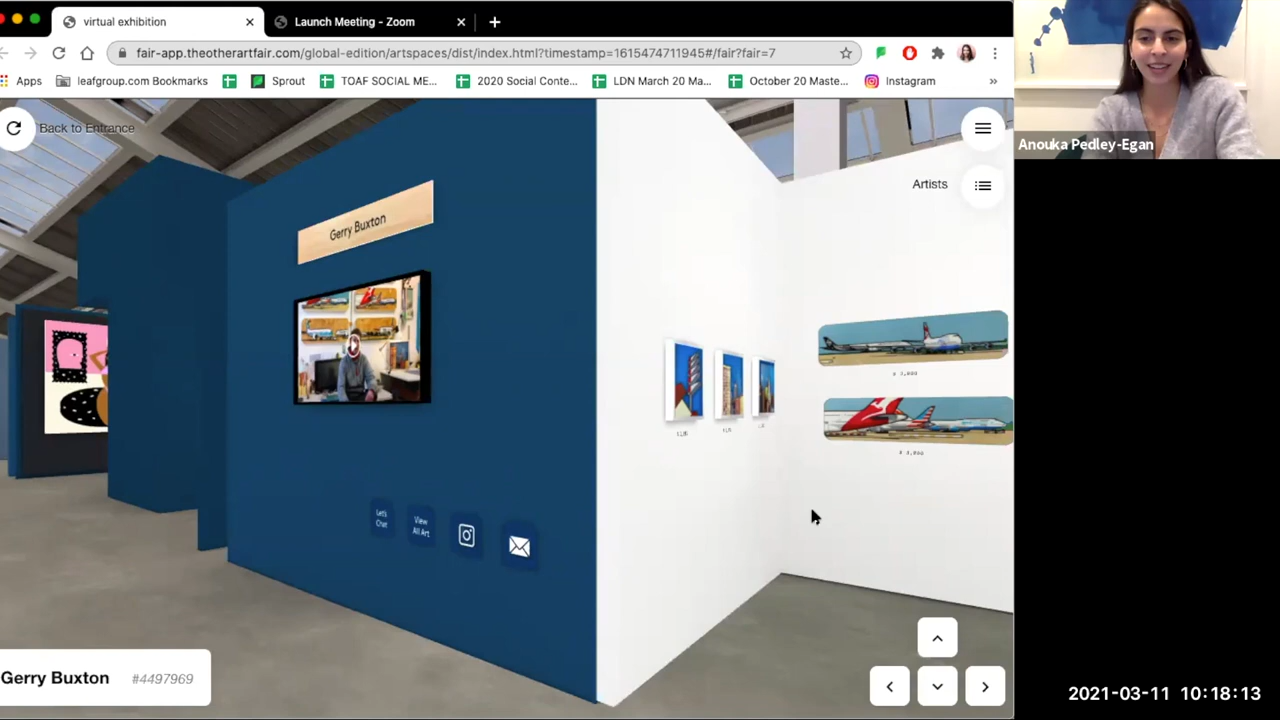 virtual exhibition
Launch Meeting - Zoom
fair-app.theotherartfair.com/global-edition/artspaces/dist/index.html?timestamp=1615474711945#/fair?fair=7
Apps
leafgroup.com Bookmarks
Sprout
TOAF SOCIAL ME...
2020 Social Conte...
LDN March 20 Ma...
October 20 Maste...
Instagram
»
Back to Entrance
Anouka Pedley-Egan
Artists
Gerry Buxton
Let's
Chat
View
All Art
Gerry Buxton #4497969
2021-03-11 10:18:13